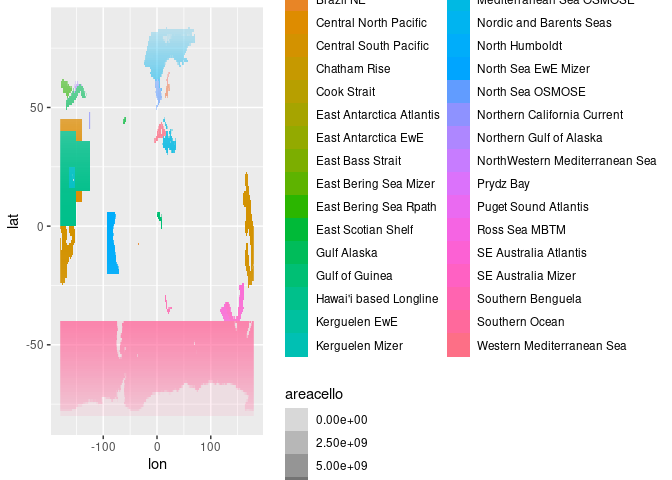 Brazil NE
Central North Pacific
Central South Pacific
Chatham Rise
Cook Strait
East Antarctica Atlantis
East Antarctica EwE
East Bass Strait
East Bering Sea Mizer
East Bering Sea Rpath
East Scotian Shelf
Gulf Alaska
Gulf of Guinea
Hawai'i based Longline
Kerguelen EwE
Kerguelen Mizer
Mediterranean Sea OSMOSE
Nordic and Barents Seas
North Humboldt
North Sea EwE Mizer
North Sea OSMOSE
Northern California Current
Northern Gulf of Alaska
NorthWestern Mediterranean Sea
Prydz Bay
Puget Sound Atlantis
Ross Sea MBTM
SE Australia Atlantis
SE Australia Mizer
Southern Benguela
Southern Ocean
Western Mediterranean Sea
lat
50
0
-50
-100
0
100
lon
areacello
0.00e+00
2.50e+09
5.00e+09